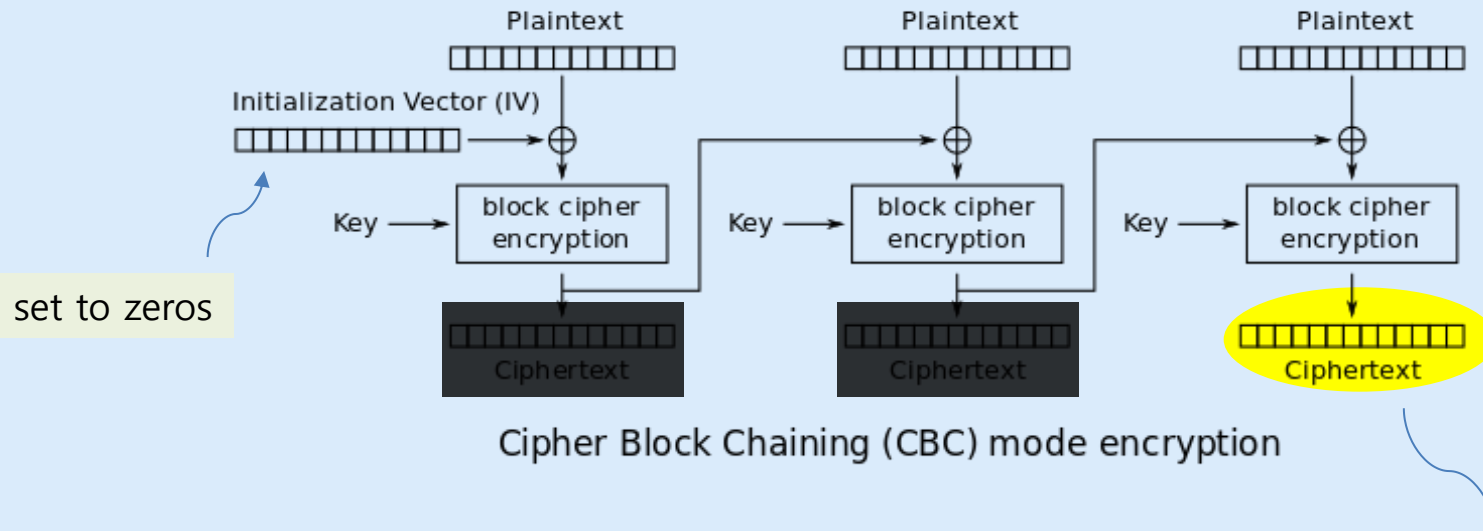 Plaintext Plaintext Plaintext
Initialization Vector (IV)
Key block cipher encryption Key block cipher encryption Key block cipher encryption
set to zeros
Ciphertext Ciphertext Ciphertext
Cipher Block Chaining (CBC) mode encryption